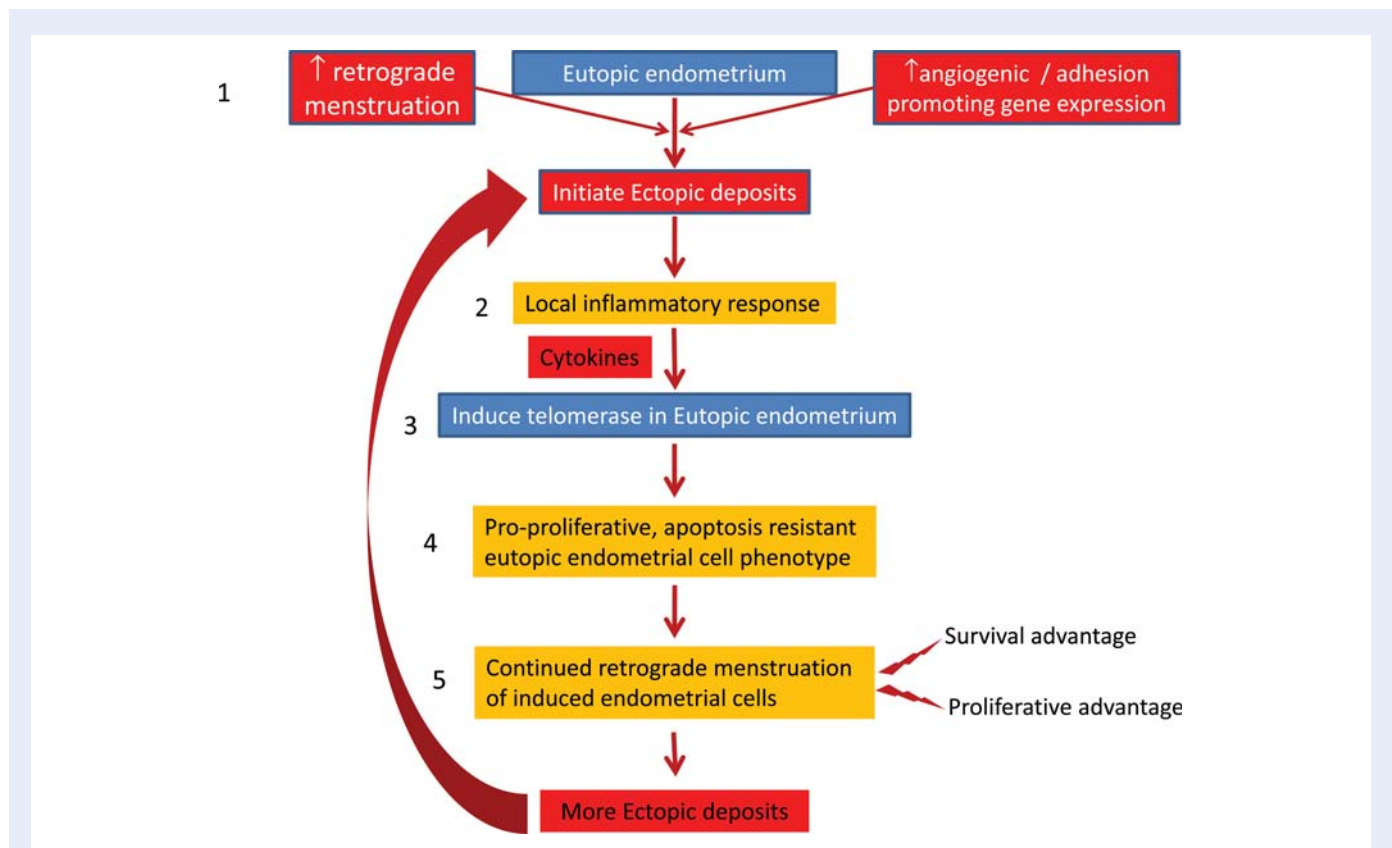 1
↑ retrograde
menstruation
Eutopic endometrium
↑angiogenic / adhesion
promoting gene expression
Initiate Ectopic deposits
2
Local inflammatory response
Cytokines
3
Induce telomerase in Eutopic endometrium
4
Pro-proliferative, apoptosis resistant
eutopic endometrial cell phenotype
5
Continued retrograde menstruation
of induced endometrial cells
Survival advantage
Proliferative advantage
More Ectopic deposits